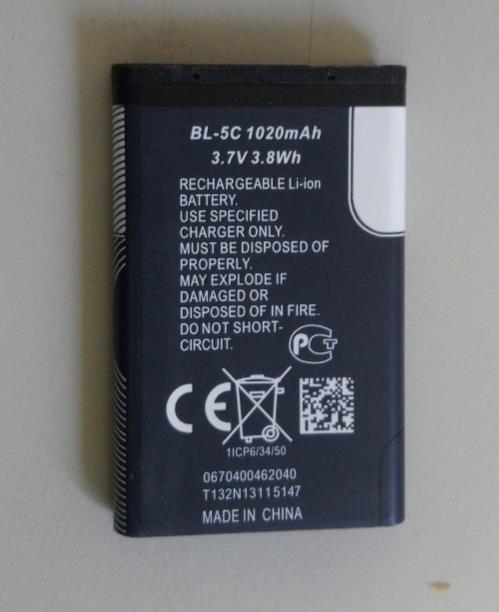 BL-5C 1020mAh
3.7V 3.8Wh
RECHARGEABLE Li-ion
BATTERY.
USE SPECIFIED
CHARGER ONLY.
MUST BE DISPOSED OF
PROPERLY.
MAY EXPLODE IF
DAMAGED OR
DISPOSED OF IN FIRE.
DO NOT SHORT-
CIRCUIT.
РСТ
CE
1ICP6/34/50
0670400462040
T132N13115147
MADE IN CHINA